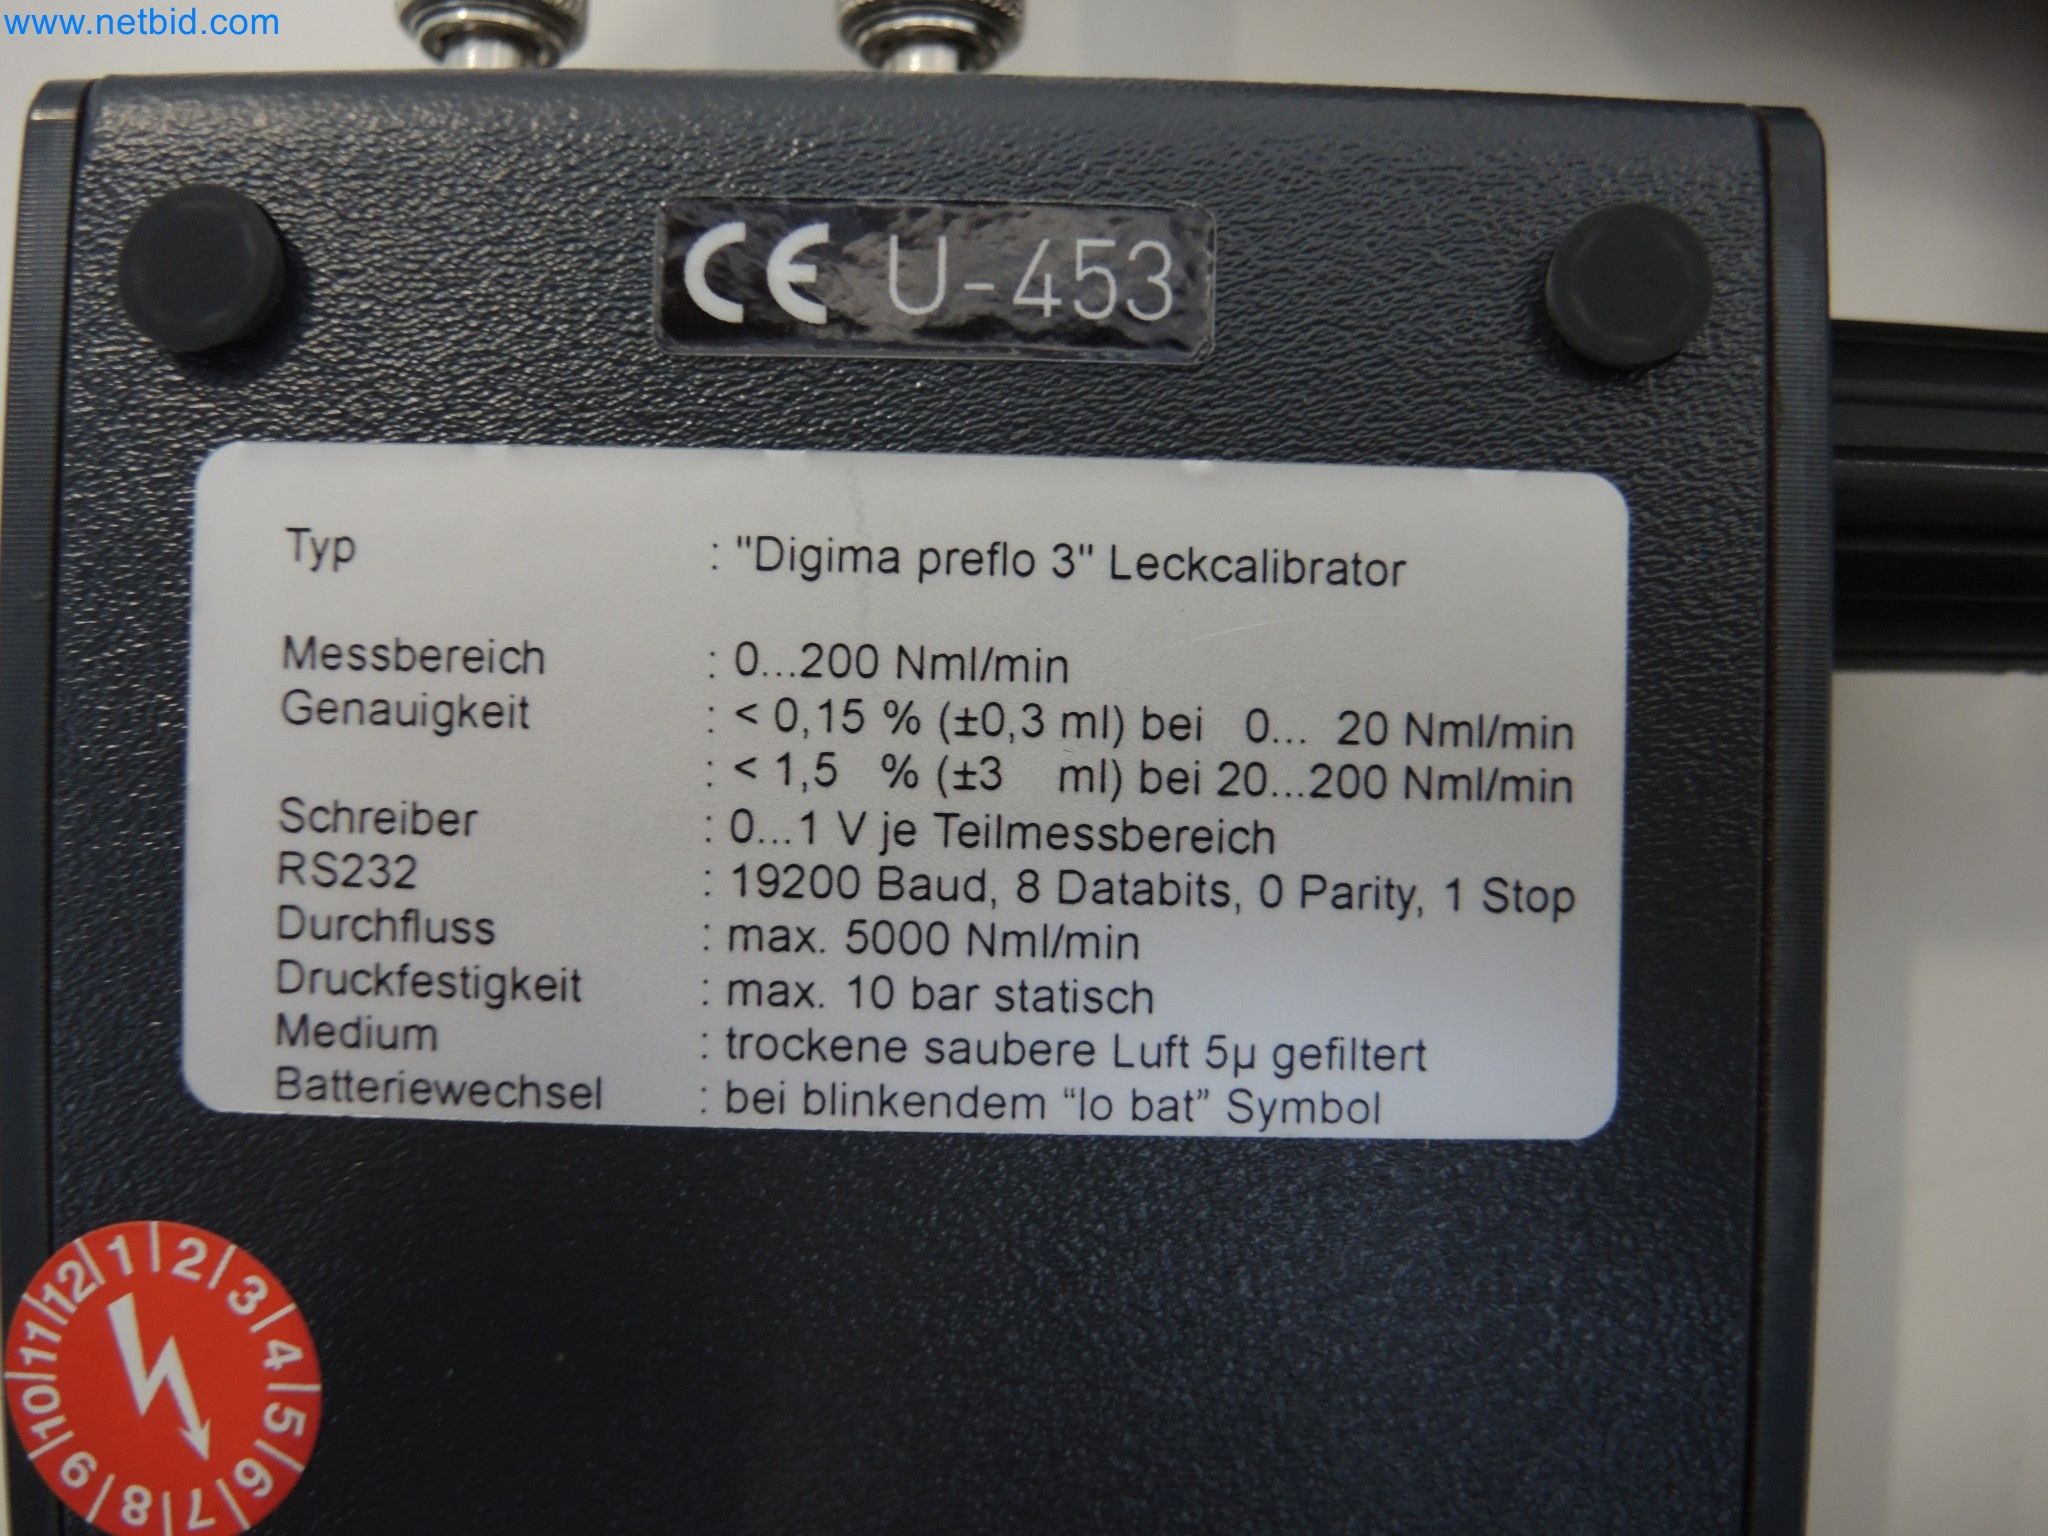 www.netbid.com
CE U-453
Typ : "Digima preflo 3" Leckcalibrator
Messbereich : 0...200 Nml/min
Genauigkeit : < 0,15 % (±0,3 ml) bei 0... 20 Nml/min
: < 1,5 % (±3 ml) bei 20...200 Nml/min
Schreiber : 0...1 V je Teilmessbereich
RS232 : 19200 Baud, 8 Databits, 0 Parity, 1 Stop
Durchfluss : max. 5000 Nml/min
Druckfestigkeit : max. 10 bar statisch
Medium : trockene saubere Luft 5µ gefiltert
Batteriewechsel : bei blinkendem “lo bat” Symbol
1 2 3 4 5 6 7 8 9 10 11 12